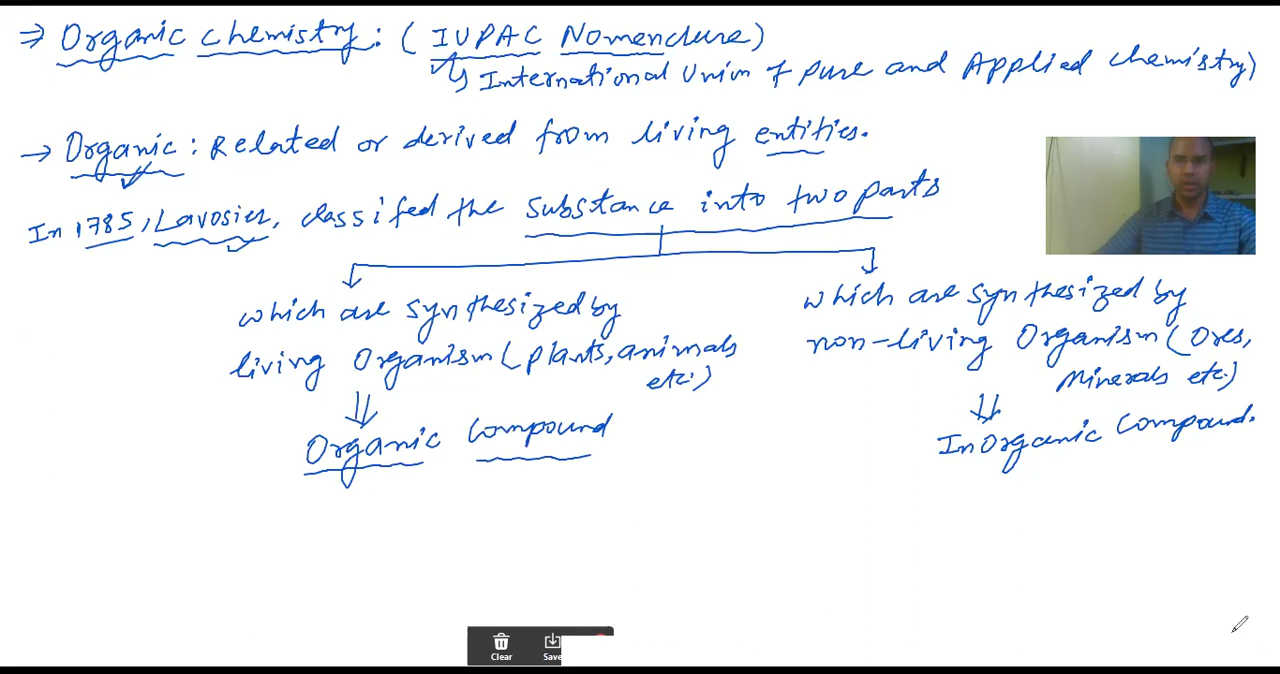 ⇒ Organic chemistry: (IUPAC Nomenclure)
↳ International Union of pure and Applied chemistry)
→ Organic: Related or derived from living entities.
In 1785, Lavosier, classifed the substance into two parts
which are synthesized by
living Organism (plants, animals
etc.)
⇓
Organic compound
which are synthesized by
non-living Organism (Ores,
Minerals etc.)
⇓
InOrganic compound.
Clear
Save